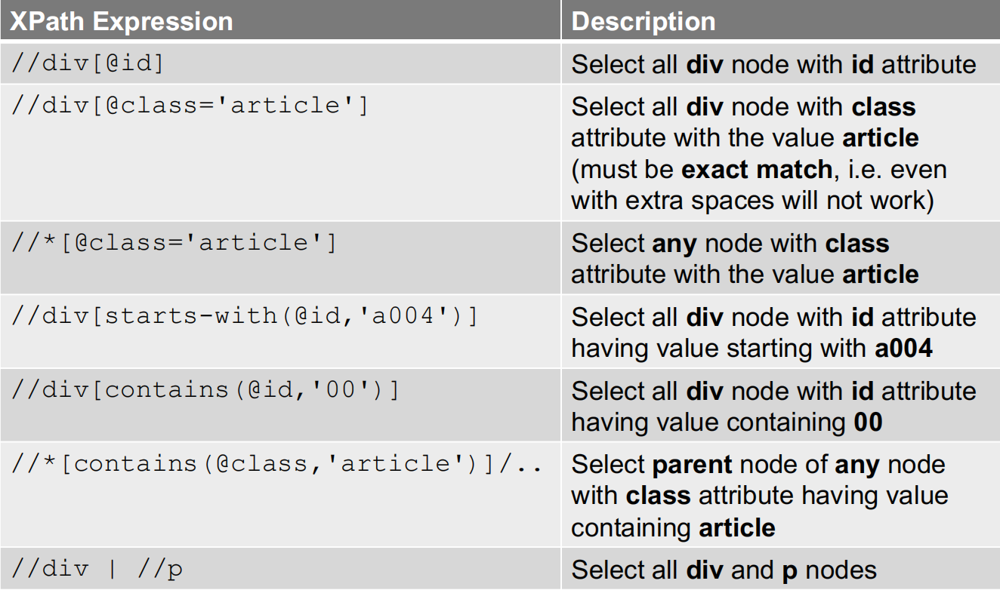 XPath Expression Description
//div[@id] Select all div node with id attribute
//div[@class='article'] Select all div node with class
attribute with the value article
(must be exact match, i.e. even
with extra spaces will not work)
//*[@class='article'] Select any node with class
attribute with the value article
//div[starts-with(@id,'a004')] Select all div node with id attribute
having value starting with a004
//div[contains(@id,'00')] Select all div node with id attribute
having value containing 00
//*[contains(@class,'article')]/.. Select parent node of any node
with class attribute having value
containing article
//div | //p Select all div and p nodes